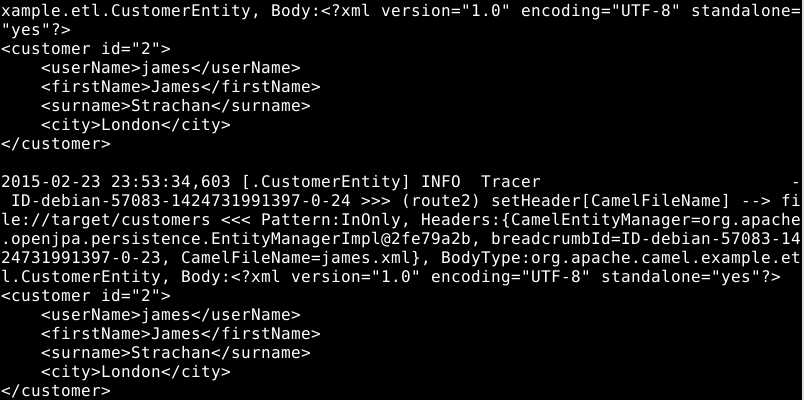 xample.etl.CustomerEntity, Body:<?xml version="1.0" encoding="UTF-8" standalone=
"yes"?>
<customer id="2">
    <userName>james</userName>
    <firstName>James</firstName>
    <surname>Strachan</surname>
    <city>London</city>
</customer>

2015-02-23 23:53:34,603 [.CustomerEntity] INFO  Tracer                         -
 ID-debian-57083-1424731991397-0-24 >>> (route2) setHeader[CamelFileName] --> fi
le://target/customers <<< Pattern:InOnly, Headers:{CamelEntityManager=org.apache
.openjpa.persistence.EntityManagerImpl@2fe79a2b, breadcrumbId=ID-debian-57083-14
24731991397-0-23, CamelFileName=james.xml}, BodyType:org.apache.camel.example.et
l.CustomerEntity, Body:<?xml version="1.0" encoding="UTF-8" standalone="yes"?>
<customer id="2">
    <userName>james</userName>
    <firstName>James</firstName>
    <surname>Strachan</surname>
    <city>London</city>
</customer>